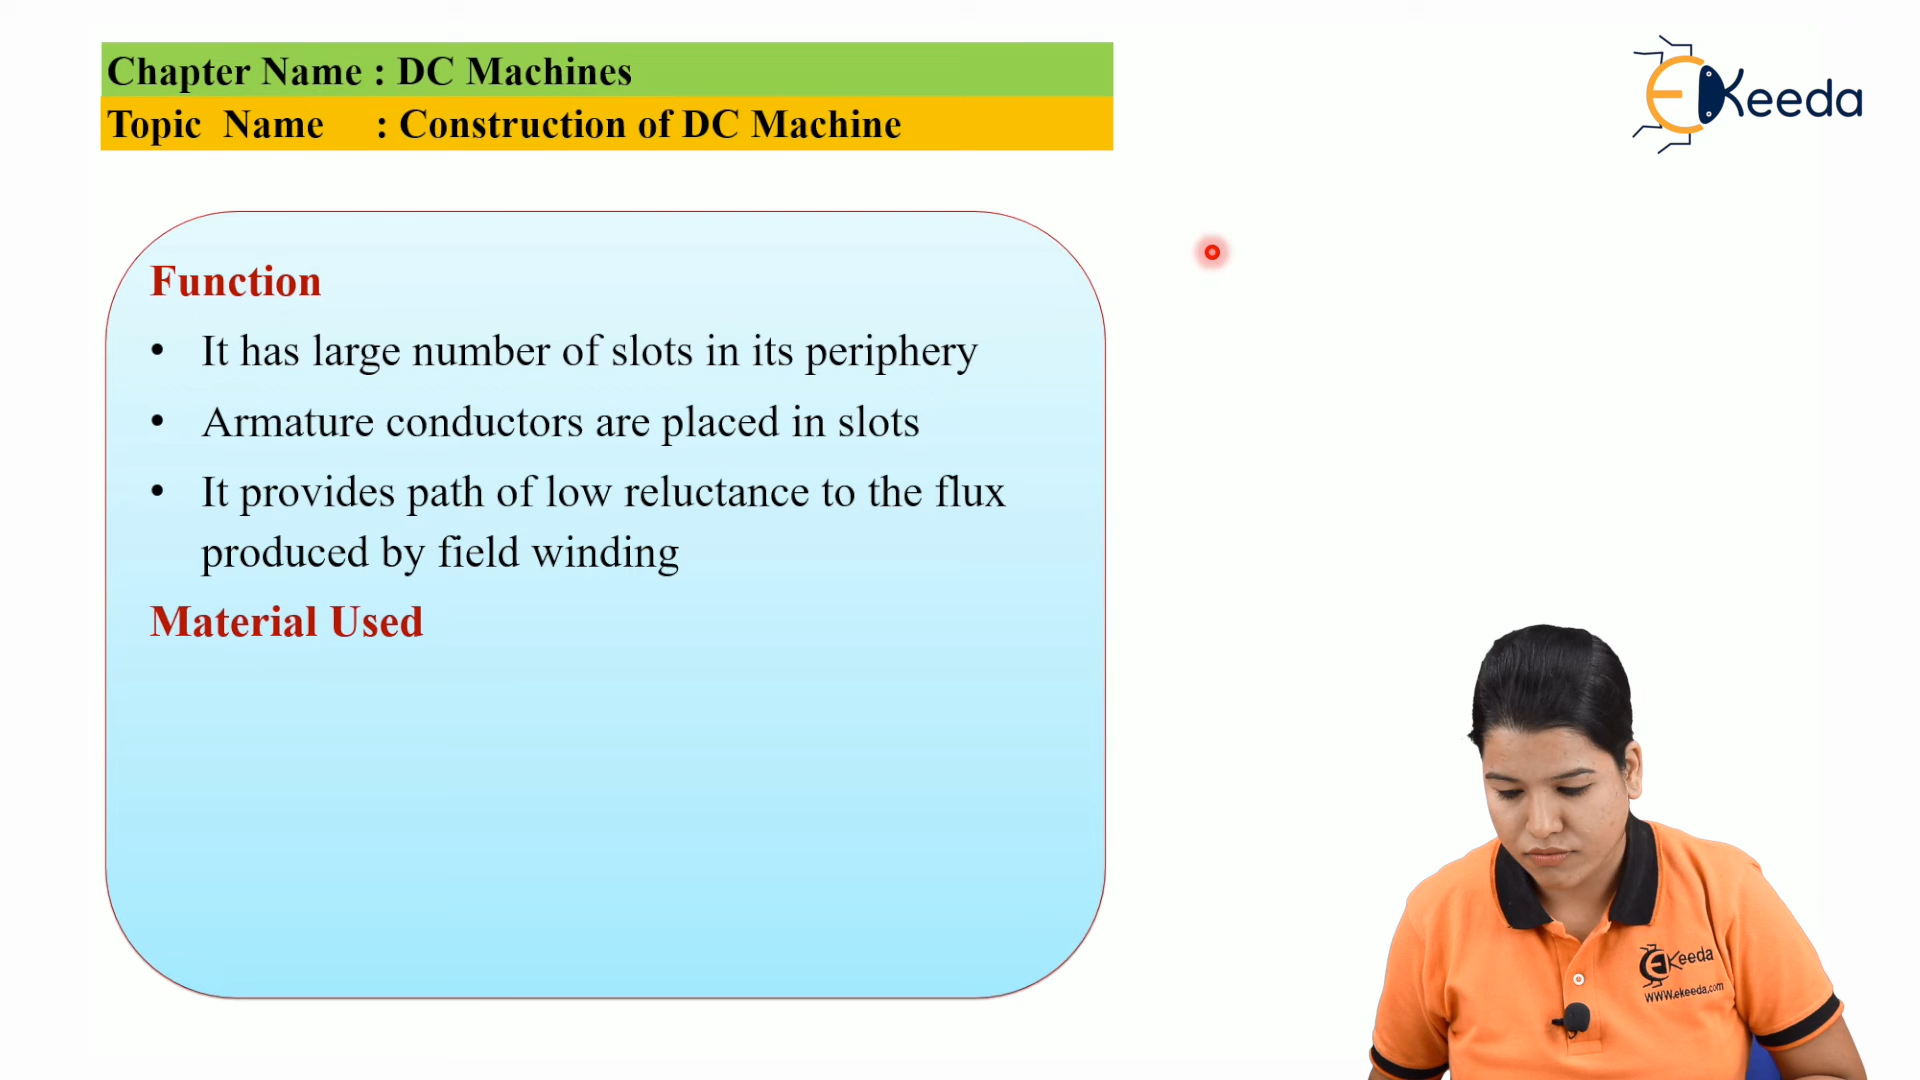 Chapter Name : DC Machines
Topic Name : Construction of DC Machine
EKeeda
Function
• It has large number of slots in its periphery
• Armature conductors are placed in slots
• It provides path of low reluctance to the flux
produced by field winding
Material Used
EKeeda
www.ekeeda.com